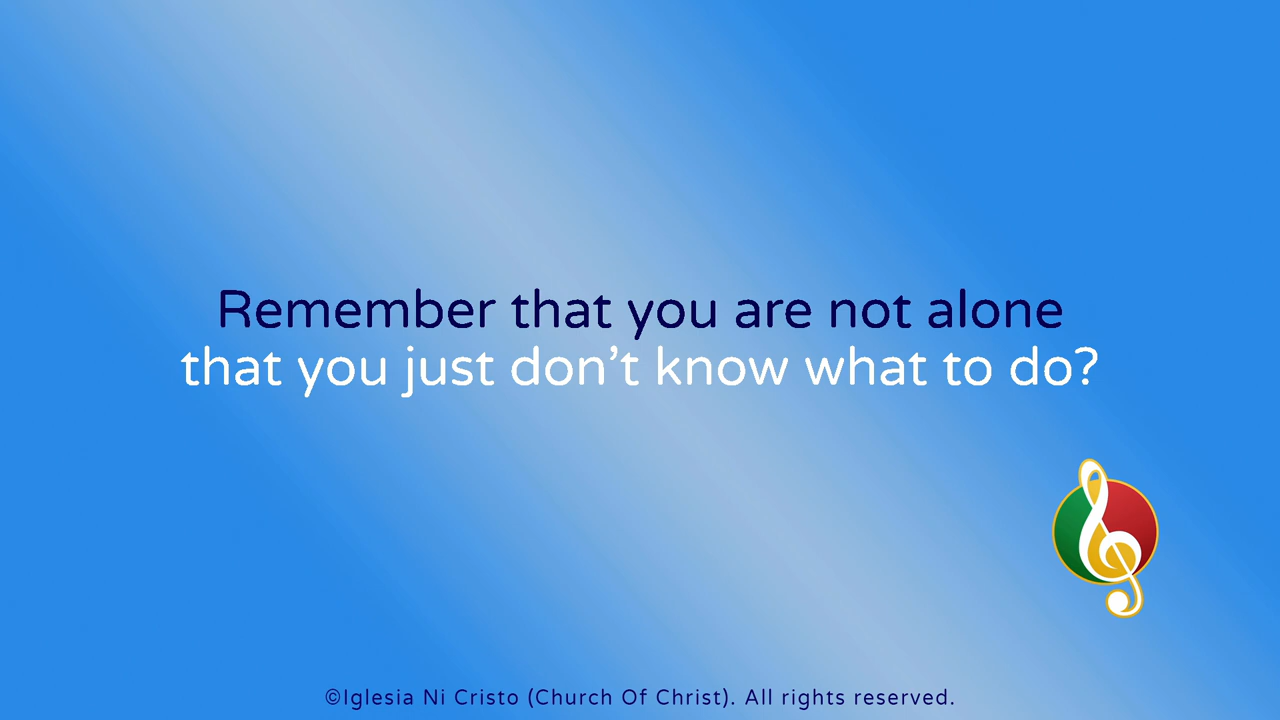 Remember that you are not alone
that you just don’t know what to do?
©Iglesia Ni Cristo (Church Of Christ). All rights reserved.